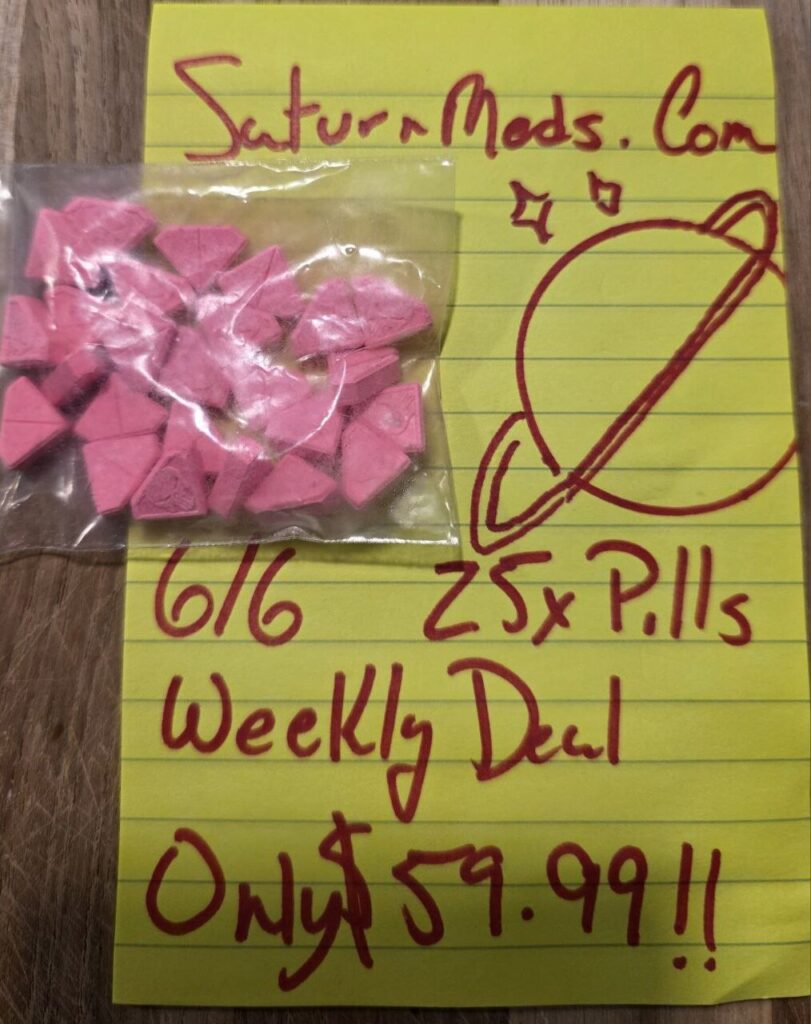 SaturnMeds.Com
6/6 25x Pills
Weekly Deal
Only $59.99!!